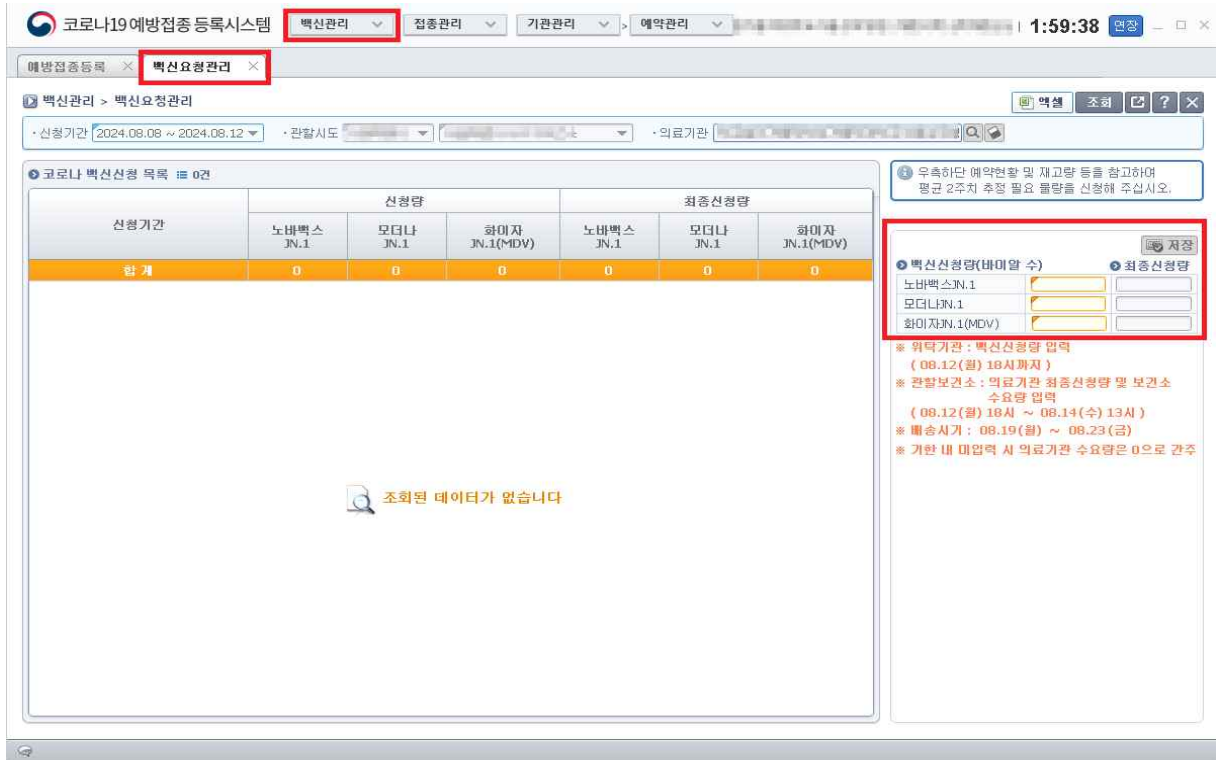 코로나19 예방접종 등록시스템 백신관리 접종관리 기관관리 > 예약관리 1:59:38 연장
예방접종등록 백신요청관리
백신관리 > 백신요청관리 엑셀 조회
신청기간 2024.08.08 ~ 2024.08.12 관할시도 의료기관
코로나 백신신청 목록 0건
우측하단 예약현황 및 재고량 등을 참고하여
평균 2주치 추정 필요 물량을 신청해 주십시오.
신청기간 신청량 최종신청량
노바백스 JN.1 모더나 JN.1 화이자 JN.1(MDV) 노바백스 JN.1 모더나 JN.1 화이자 JN.1(MDV)
합 계 0 0 0 0 0 0
조회된 데이터가 없습니다
저장
백신신청량(바이알 수) 최종신청량
노바백스JN.1
모더나JN.1
화이자JN.1(MDV)
※ 위탁기관 : 백신신청량 입력
( 08.12(월) 18시까지 )
※ 관할보건소 : 의료기관 최종신청량 및 보건소
수요량 입력
( 08.12(월) 18시 ~ 08.14(수) 13시 )
※ 배송시기 : 08.19(월) ~ 08.23(금)
※ 기한 내 미입력 시 의료기관 수요량은 0으로 간주